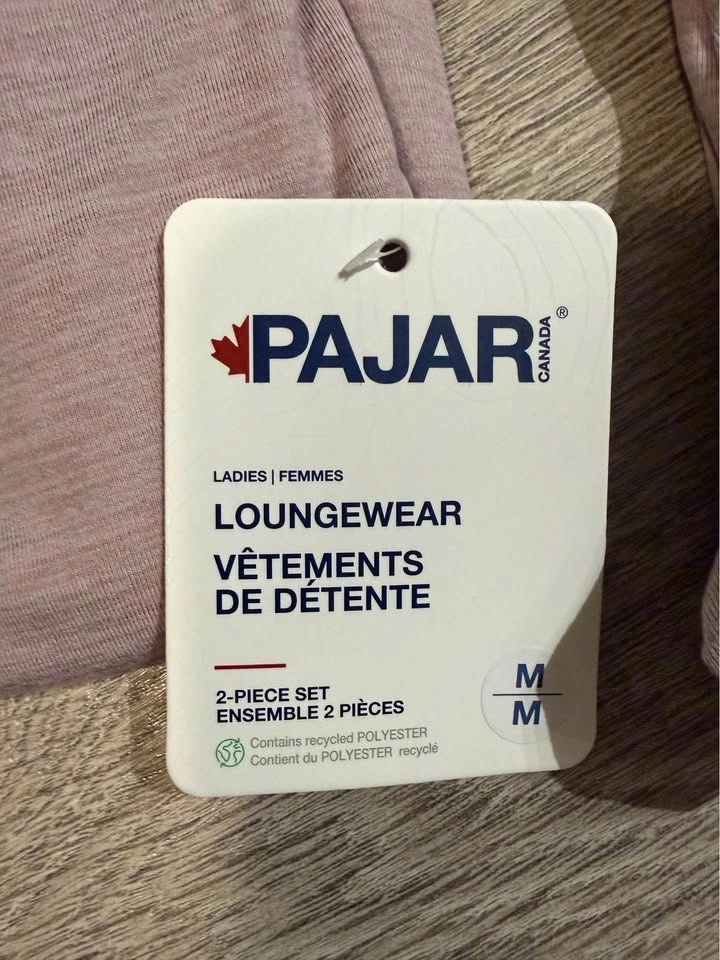 PAJAR CANADA ®
LADIES | FEMMES
LOUNGEWEAR
VÊTEMENTS
DE DÉTENTE
2-PIECE SET
ENSEMBLE 2 PIÈCES
Contains recycled POLYESTER
Contient du POLYESTER recyclé
M
M